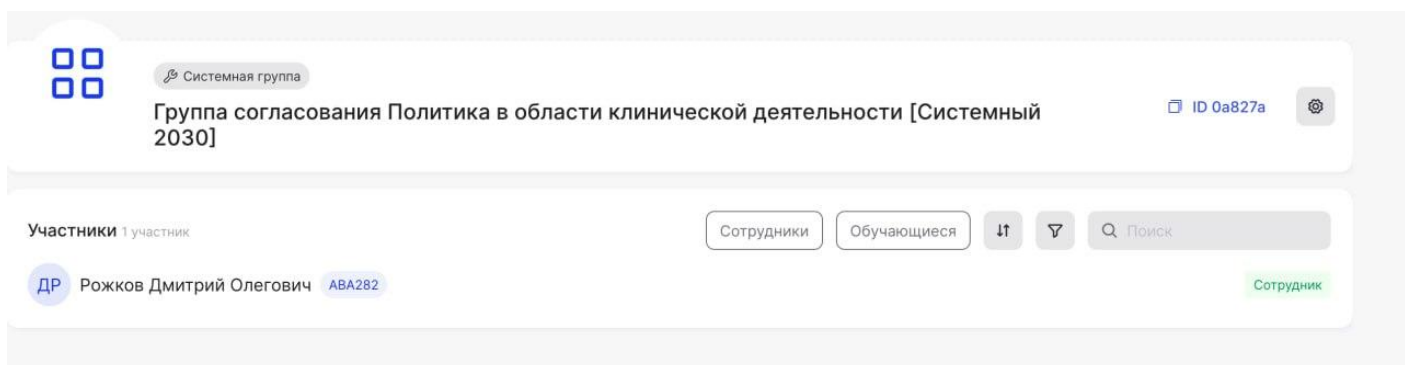 Системная группа
Группа согласования Политика в области клинической деятельности [Системный
2030]
ID 0a827a
Участники 1 участник
Сотрудники
Обучающиеся
Поиск
ДР Рожков Дмитрий Олегович ABA282
Сотрудник